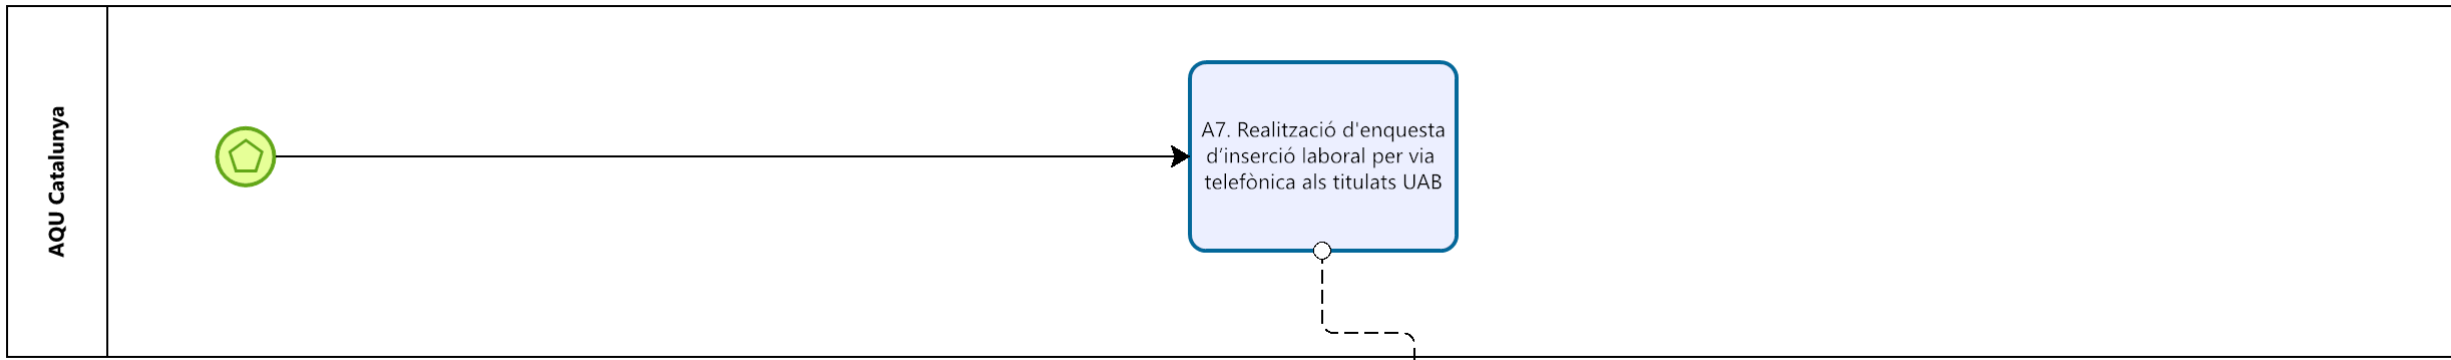 AQU Catalunya
A7. Realització d'enquesta
d’inserció laboral per via
telefònica als titulats UAB